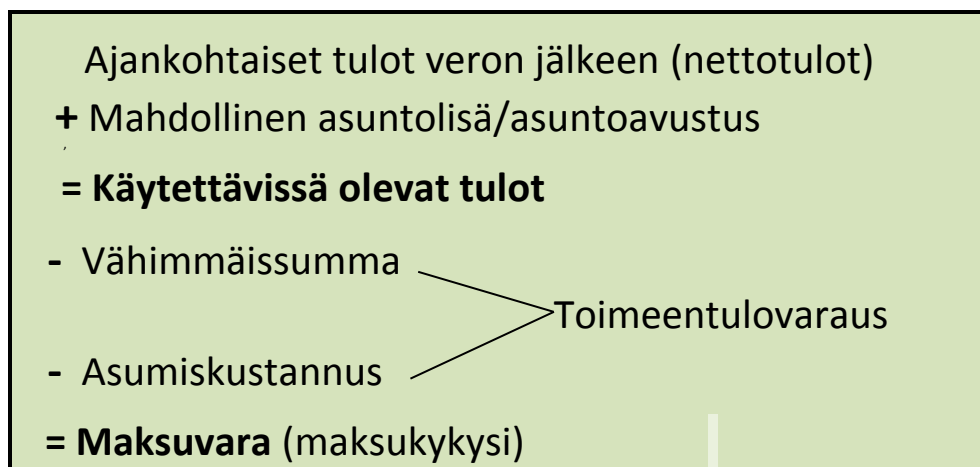 Ajankohtaiset tulot veron jälkeen (nettotulot)
+ Mahdollinen asuntolisä/asuntoavustus
= Käytettävissä olevat tulot
- Vähimmäissumma
Toimeentulovaraus
- Asumiskustannus
= Maksuvara (maksukykysi)